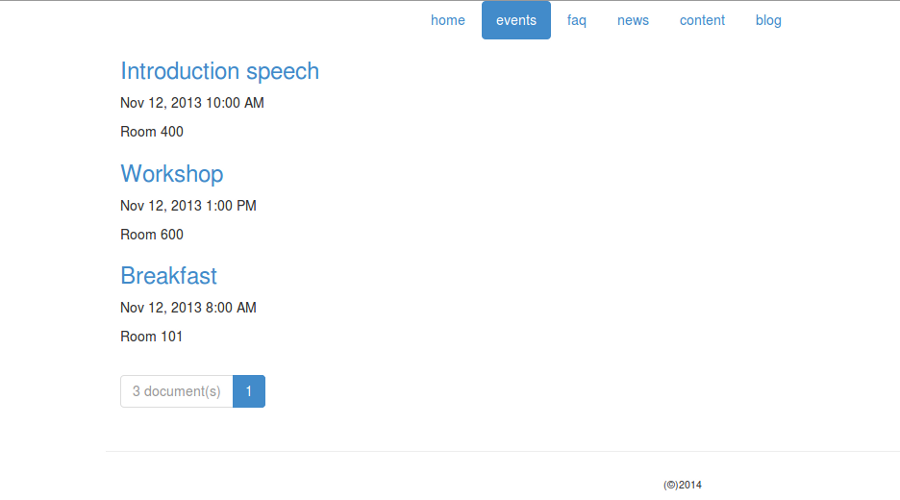 home events faq news content blog
Introduction speech
Nov 12, 2013 10:00 AM
Room 400
Workshop
Nov 12, 2013 1:00 PM
Room 600
Breakfast
Nov 12, 2013 8:00 AM
Room 101
3 document(s) 1
(©)2014